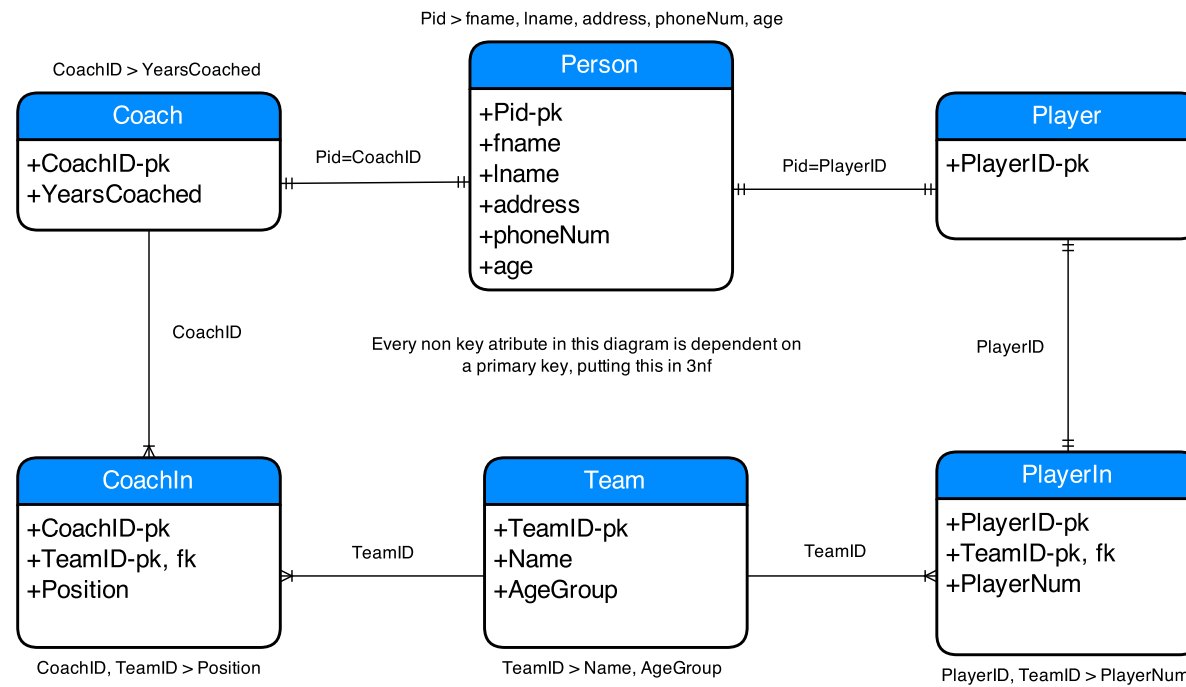 Pid > fname, lname, address, phoneNum, age
CoachID > YearsCoached
Person
+Pid-pk
+fname
+lname
+address
+phoneNum
+age
Coach
+CoachID-pk
+YearsCoached
Pid=CoachID
Pid=PlayerID
Player
+PlayerID-pk
CoachID
Every non key atribute in this diagram is dependent on
a primary key, putting this in 3nf
PlayerID
CoachIn
+CoachID-pk
+TeamID-pk, fk
+Position
TeamID
Team
+TeamID-pk
+Name
+AgeGroup
TeamID
PlayerIn
+PlayerID-pk
+TeamID-pk, fk
+PlayerNum
CoachID, TeamID > Position
TeamID > Name, AgeGroup
PlayerID, TeamID > PlayerNum